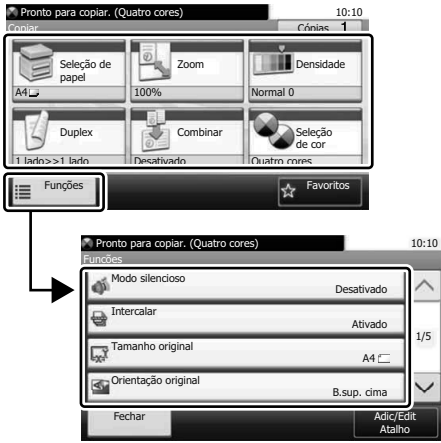 Pronto para copiar. (Quatro cores) 10:10
Copiar Cópias 1
Seleção de
papel
A4
Zoom
100%
Densidade
Normal 0
Duplex
1 lado>>1 lado
Combinar
Desativado
Seleção
de cor
Quatro cores
Funções
Favoritos
Pronto para copiar. (Quatro cores) 10:10
Funcões
Modo silencioso
Desativado
Intercalar
Ativado
1/5
Tamanho original
A4
Orientação original
B.sup. cima
Fechar
Adic/Edit
Atalho